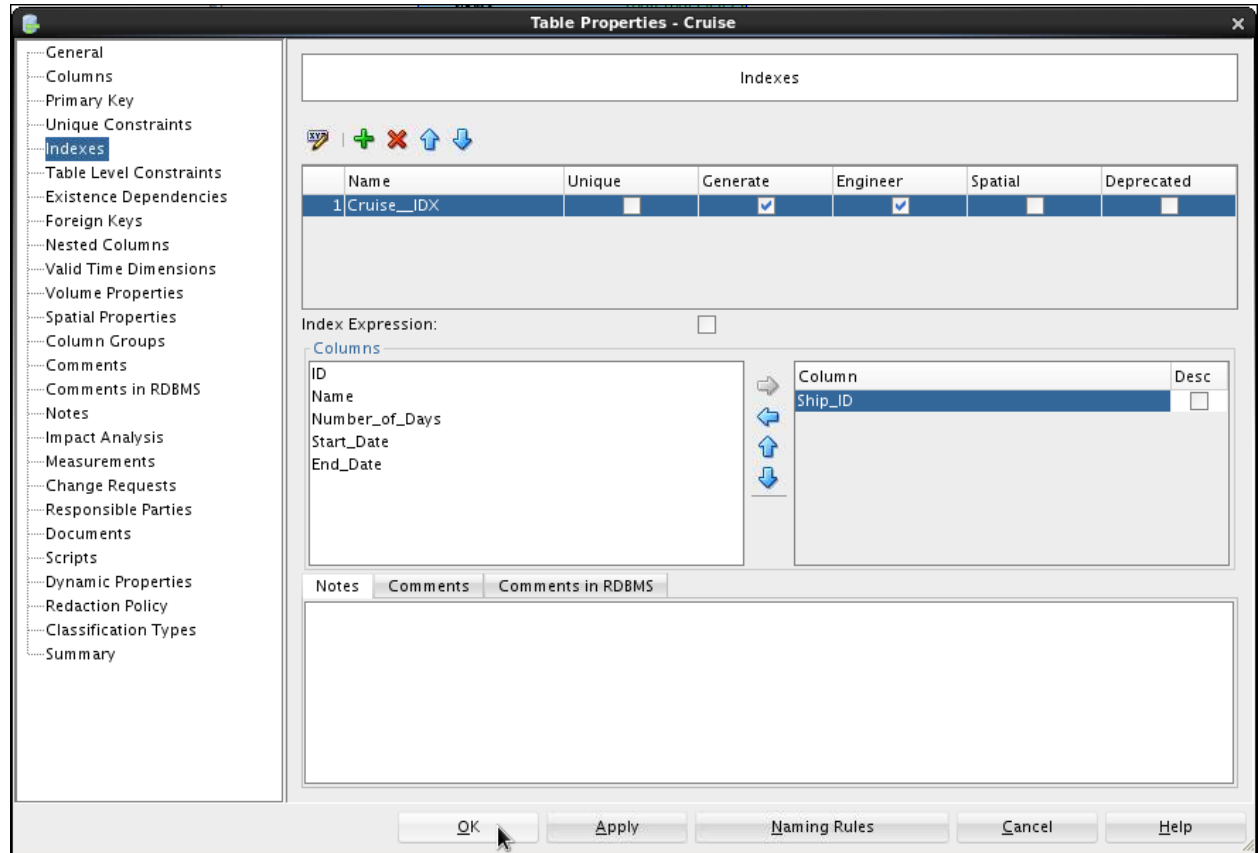 Table Properties - Cruise
General
Columns
Primary Key
Unique Constraints
Indexes
Table Level Constraints
Existence Dependencies
Foreign Keys
Nested Columns
Valid Time Dimensions
Volume Properties
Spatial Properties
Column Groups
Comments
Comments in RDBMS
Notes
Impact Analysis
Measurements
Change Requests
Responsible Parties
Documents
Scripts
Dynamic Properties
Redaction Policy
Classification Types
Summary
Indexes
Name Unique Generate Engineer Spatial Deprecated
1 Cruise__IDX
Index Expression:
Columns
ID
Name
Number_of_Days
Start_Date
End_Date
Column Desc
Ship_ID
Notes Comments Comments in RDBMS
OK Apply Naming Rules Cancel Help